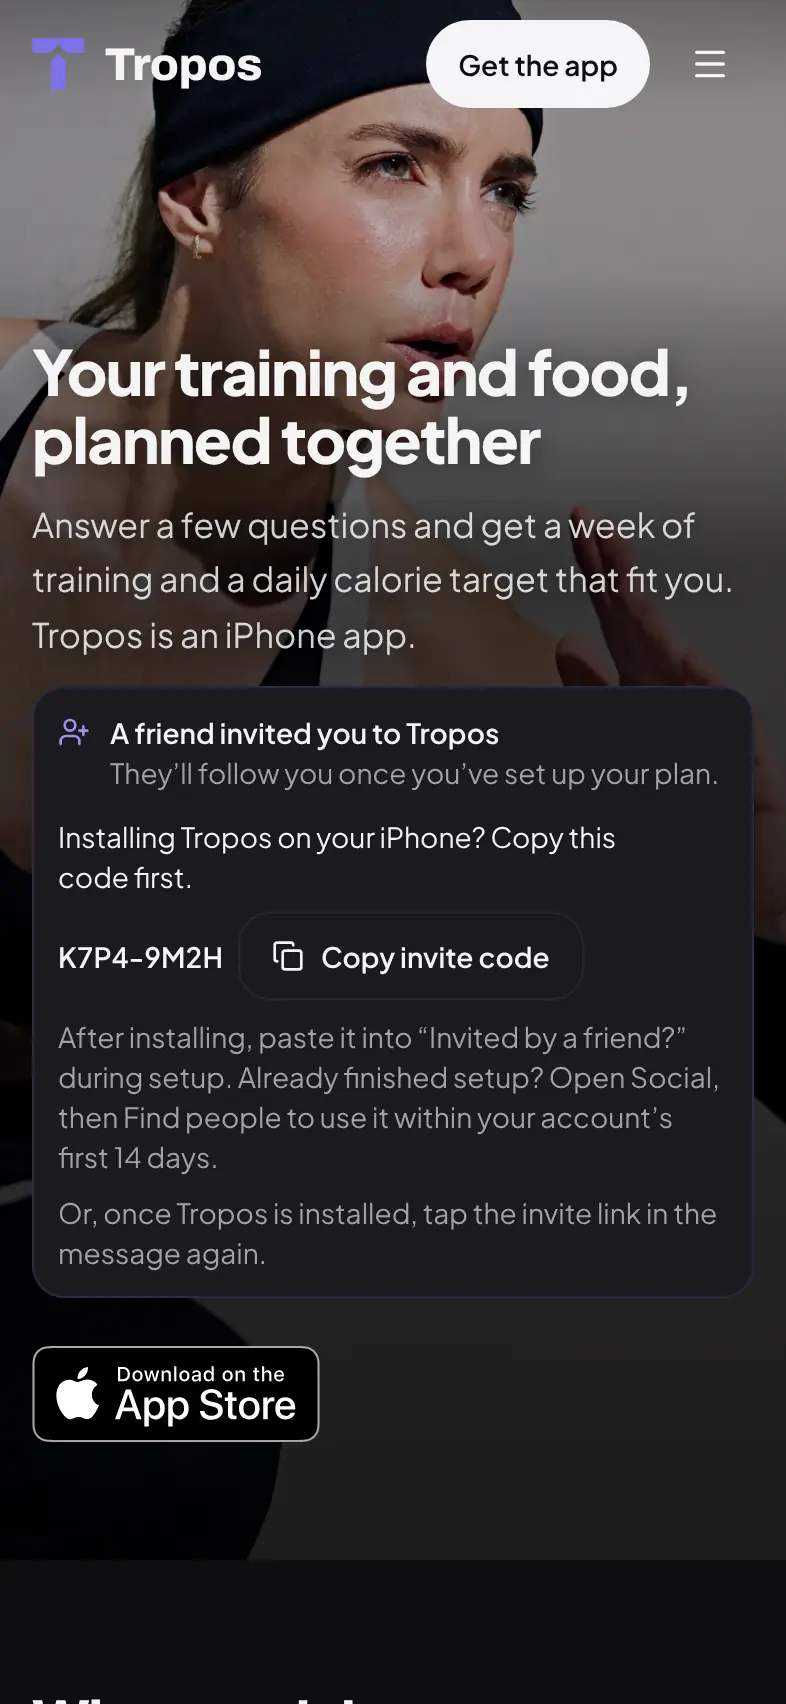 Tropos
Get the app
Your training and food,
planned together
Answer a few questions and get a week of
training and a daily calorie target that fit you.
Tropos is an iPhone app.
A friend invited you to Tropos
They’ll follow you once you’ve set up your plan.
Installing Tropos on your iPhone? Copy this
code first.
K7P4-9M2H
Copy invite code
After installing, paste it into “Invited by a friend?”
during setup. Already finished setup? Open Social,
then Find people to use it within your account’s
first 14 days.
Or, once Tropos is installed, tap the invite link in the
message again.
Download on the
App Store